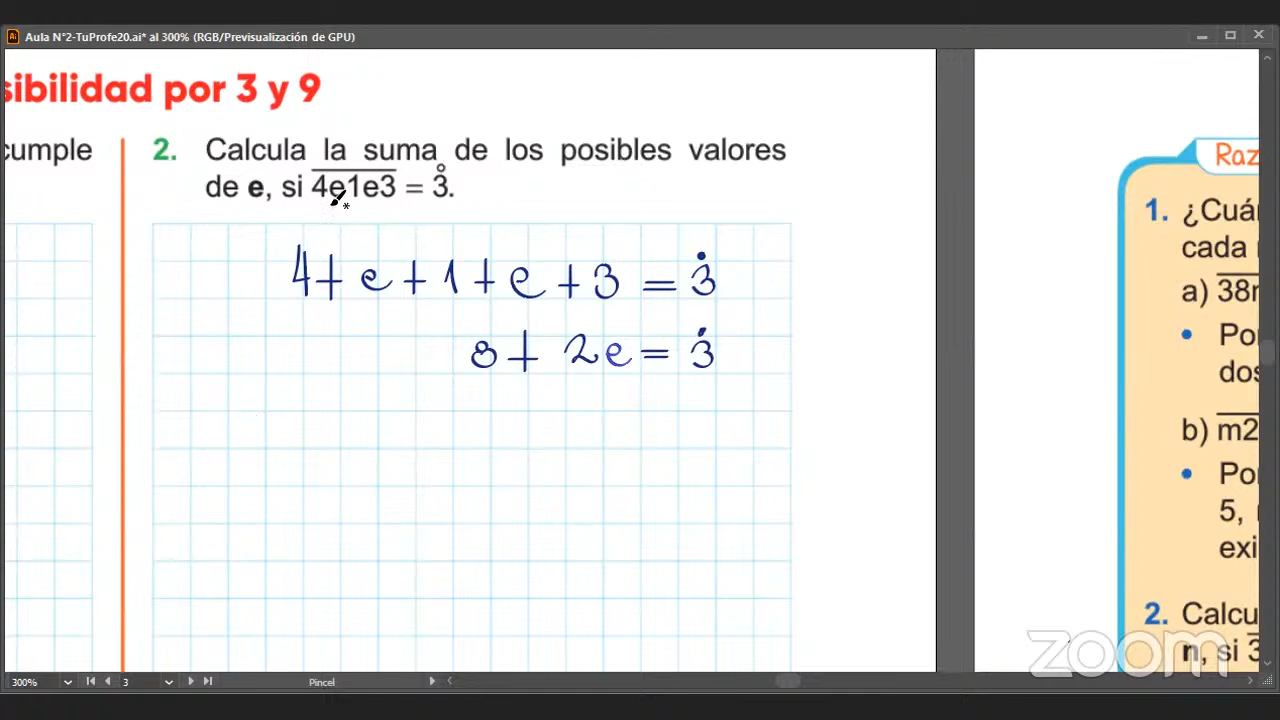 Aula N°2-TuProfe20.ai* al 300% (RGB/Previsualización de GPU)
sibilidad por 3 y 9
cumple
2. Calcula la suma de los posibles valores
de e, si 4e1e3 = 3̊.
4 + e + 1 + e + 3 = 3̇
8 + 2e = 3̇
Raz
1. ¿Cuá
cada
a) 38
• Po
dos
b) m2
• Po
5,
exi
2. Calcu
n, si 3
zoom
300%
3
Pincel